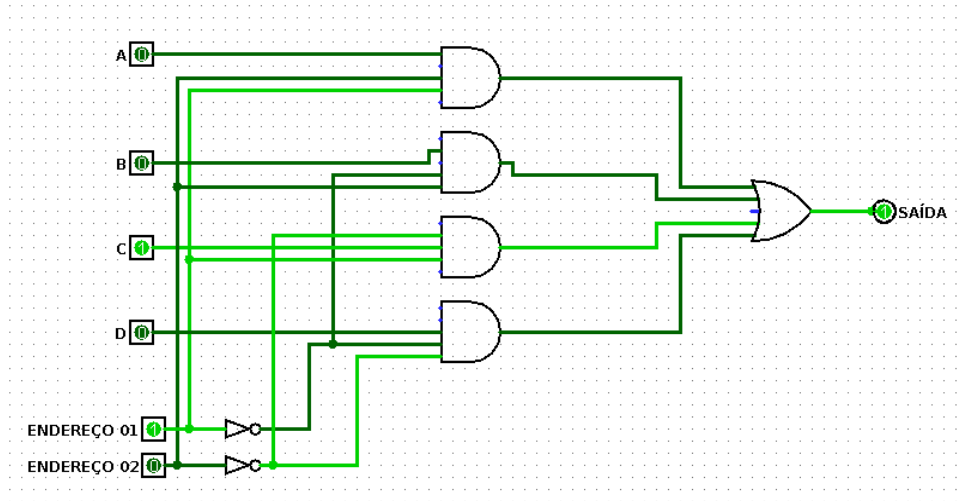 A 0
B 0
C 1
D 0
1 SAÍDA
ENDEREÇO 01 1
ENDEREÇO 02 0